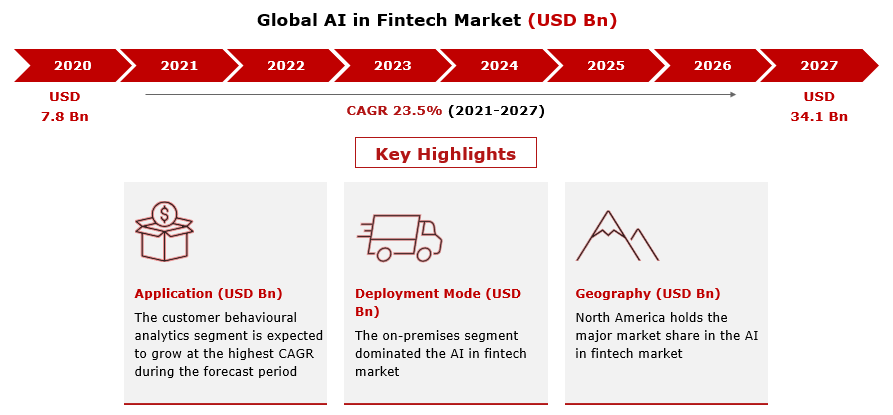 Global AI in Fintech Market (USD Bn)
2020 2021 2022 2023 2024 2025 2026 2027
USD
7.8 Bn
USD
34.1 Bn
CAGR 23.5% (2021-2027)
Key Highlights
$
Application (USD Bn)
The customer behavioural
analytics segment is expected
to grow at the highest CAGR
during the forecast period
Deployment Mode (USD
Bn)
The on-premises segment
dominated the AI in fintech
market
Geography (USD Bn)
North America holds the
major market share in the AI
in fintech market